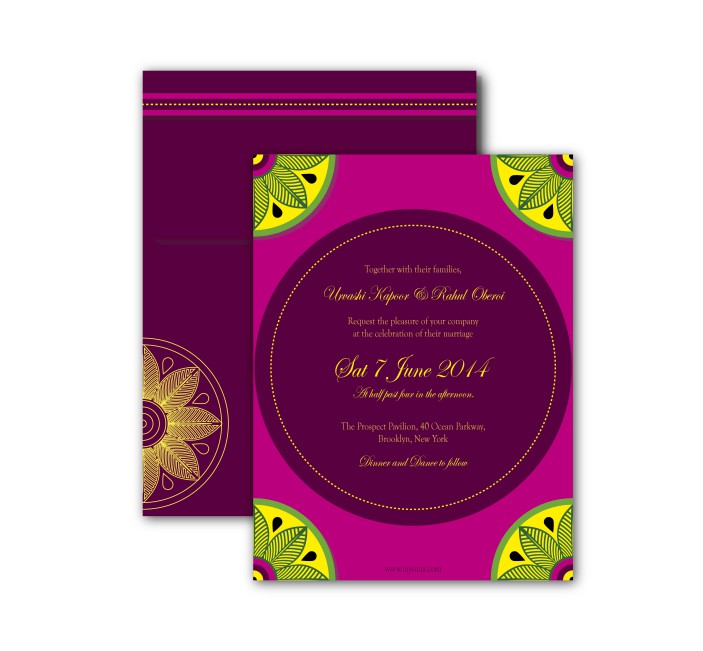 Together with their families,
Urvashi Kapoor & Rahul Oberoi
Request the pleasure of your company
at the celebration of their marriage
Sat 7 June 2014
At half past four in the afternoon.
The Prospect Pavilion, 40 Ocean Parkway,
Brooklyn, New York
Dinner and Dance to follow